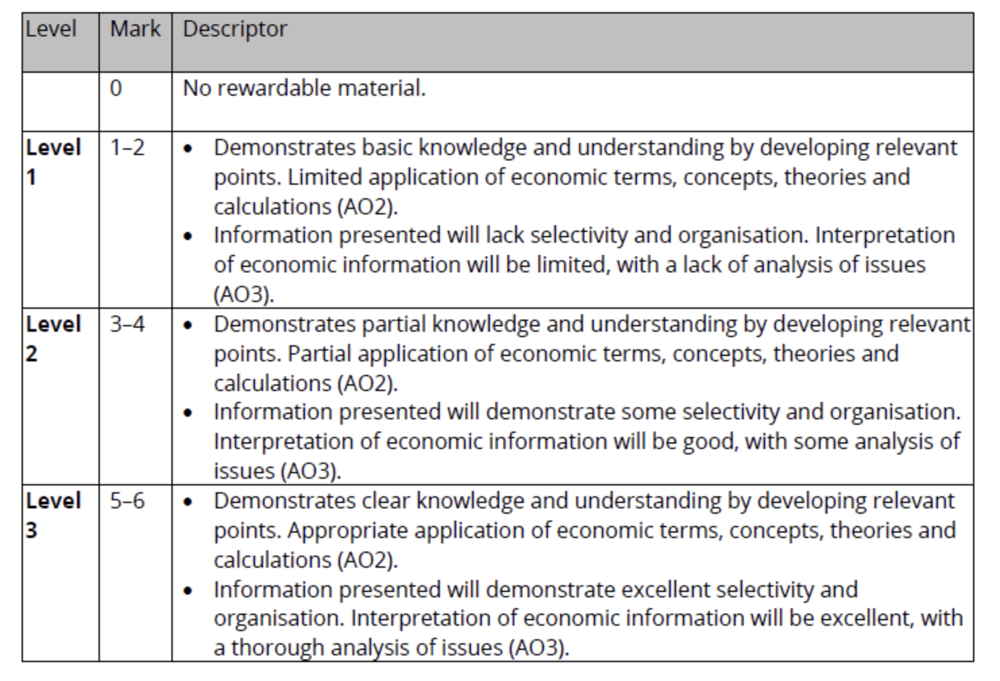 Level Mark Descriptor
0 No rewardable material.
Level 1–2 • Demonstrates basic knowledge and understanding by developing relevant
1 points. Limited application of economic terms, concepts, theories and
calculations (AO2).
• Information presented will lack selectivity and organisation. Interpretation
of economic information will be limited, with a lack of analysis of issues
(AO3).
Level 3–4 • Demonstrates partial knowledge and understanding by developing relevant
2 points. Partial application of economic terms, concepts, theories and
calculations (AO2).
• Information presented will demonstrate some selectivity and organisation.
Interpretation of economic information will be good, with some analysis of
issues (AO3).
Level 5–6 • Demonstrates clear knowledge and understanding by developing relevant
3 points. Appropriate application of economic terms, concepts, theories and
calculations (AO2).
• Information presented will demonstrate excellent selectivity and
organisation. Interpretation of economic information will be excellent, with
a thorough analysis of issues (AO3).